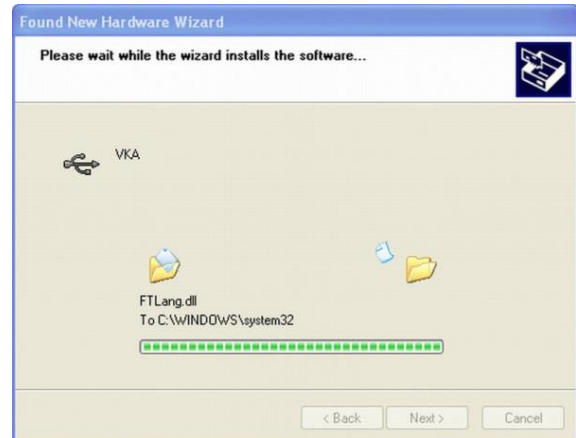 Found New Hardware Wizard
Please wait while the wizard installs the software...
VKA
FTLang.dll
To C:\WINDOWS\system32
< Back Next > Cancel